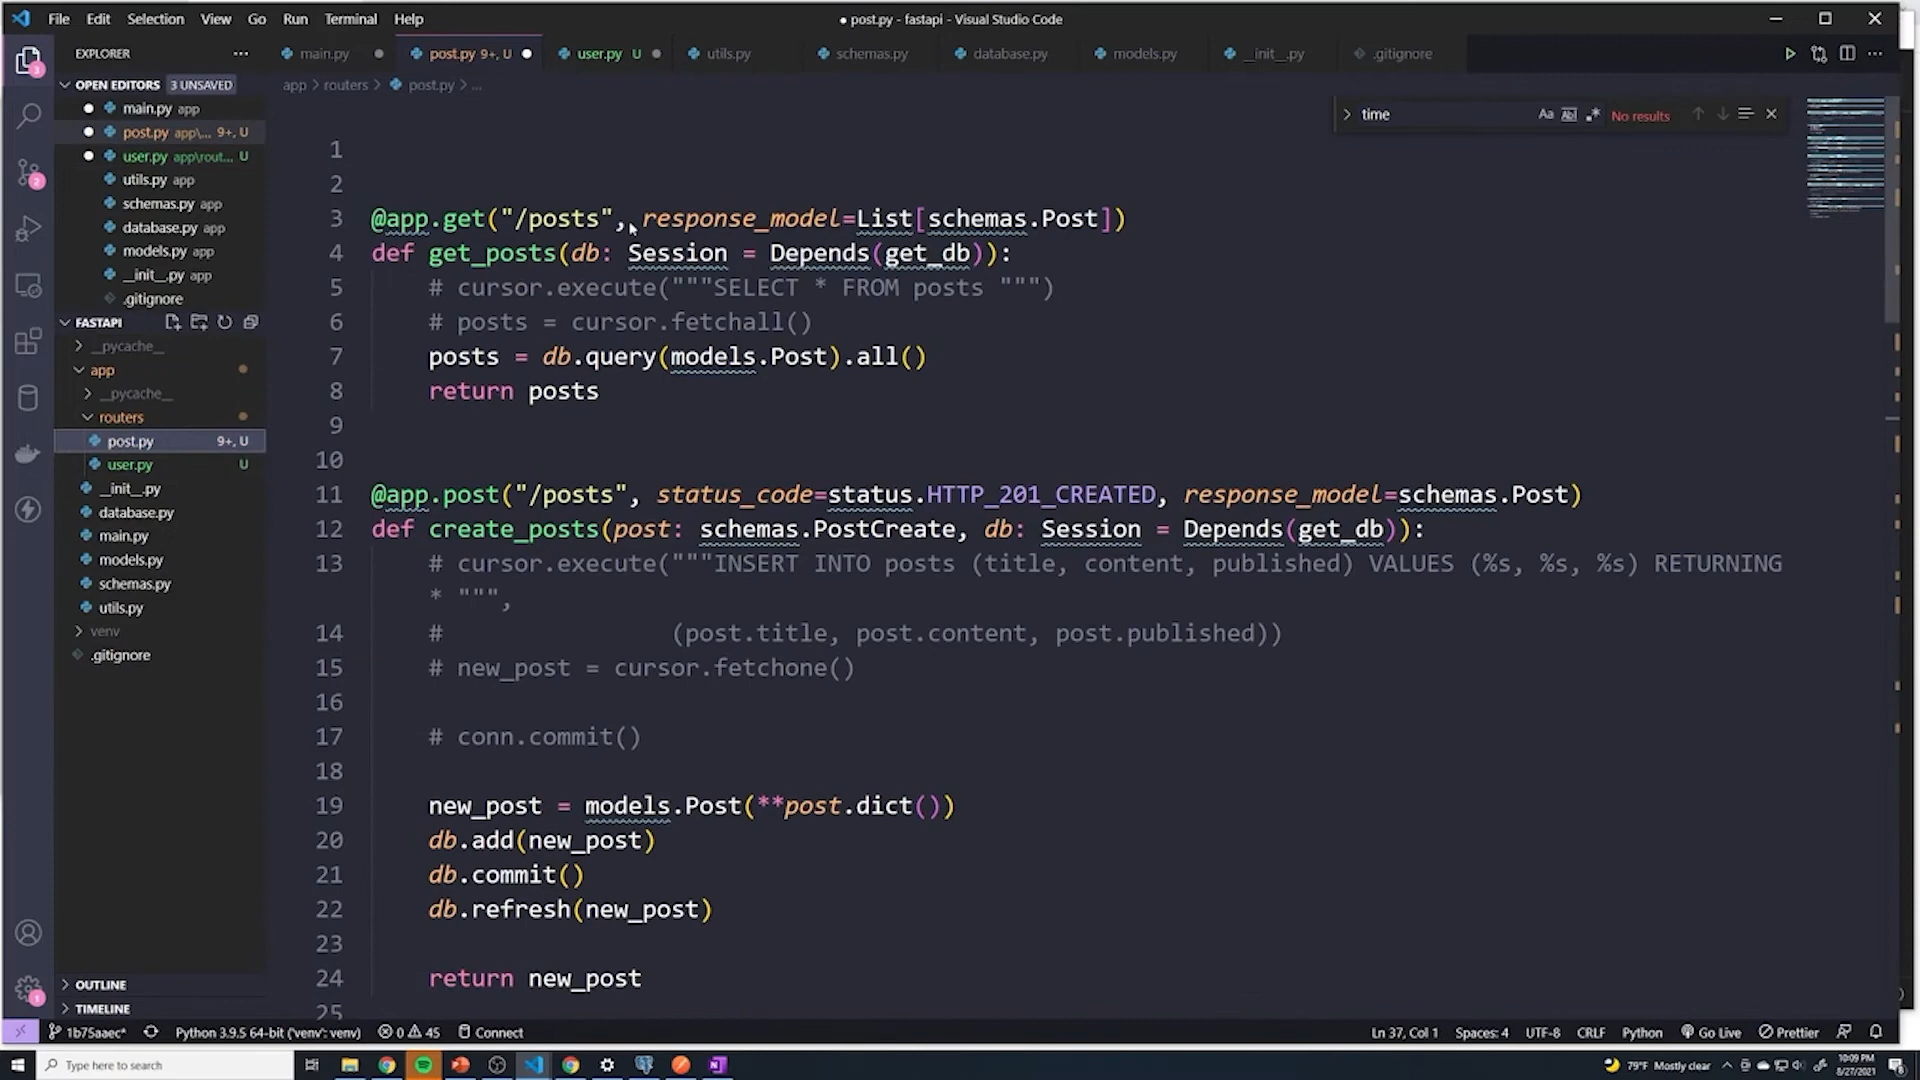 File Edit Selection View Go Run Terminal Help
● post.py - fastapi - Visual Studio Code
EXPLORER
main.py
post.py 9+, U
user.py U
utils.py
schemas.py
database.py
models.py
__init__.py
.gitignore
OPEN EDITORS 3 UNSAVED
app > routers > post.py > ...
main.py app
post.py app\... 9+, U
user.py app\rout... U
utils.py app
schemas.py app
database.py app
models.py app
__init__.py app
.gitignore
FASTAPI
__pycache__
app
__pycache__
routers
post.py 9+, U
user.py U
__init__.py
database.py
main.py
models.py
schemas.py
utils.py
venv
.gitignore
OUTLINE
TIMELINE
time
Aa Ab| .* No results
1
2
3 @app.get("/posts", response_model=List[schemas.Post])
4 def get_posts(db: Session = Depends(get_db)):
5 # cursor.execute("""SELECT * FROM posts """)
6 # posts = cursor.fetchall()
7 posts = db.query(models.Post).all()
8 return posts
9
10
11 @app.post("/posts", status_code=status.HTTP_201_CREATED, response_model=schemas.Post)
12 def create_posts(post: schemas.PostCreate, db: Session = Depends(get_db)):
13 # cursor.execute("""INSERT INTO posts (title, content, published) VALUES (%s, %s, %s) RETURNING
* """,
14 # (post.title, post.content, post.published))
15 # new_post = cursor.fetchone()
16
17 # conn.commit()
18
19 new_post = models.Post(**post.dict())
20 db.add(new_post)
21 db.commit()
22 db.refresh(new_post)
23
24 return new_post
25
3
2
1
1b75aaec* Python 3.9.5 64-bit ('venv': venv) 0 45 Connect
Ln 37, Col 1 Spaces: 4 UTF-8 CRLF Python Go Live Prettier
Type here to search
79°F Mostly clear
10:09 PM
8/27/2021